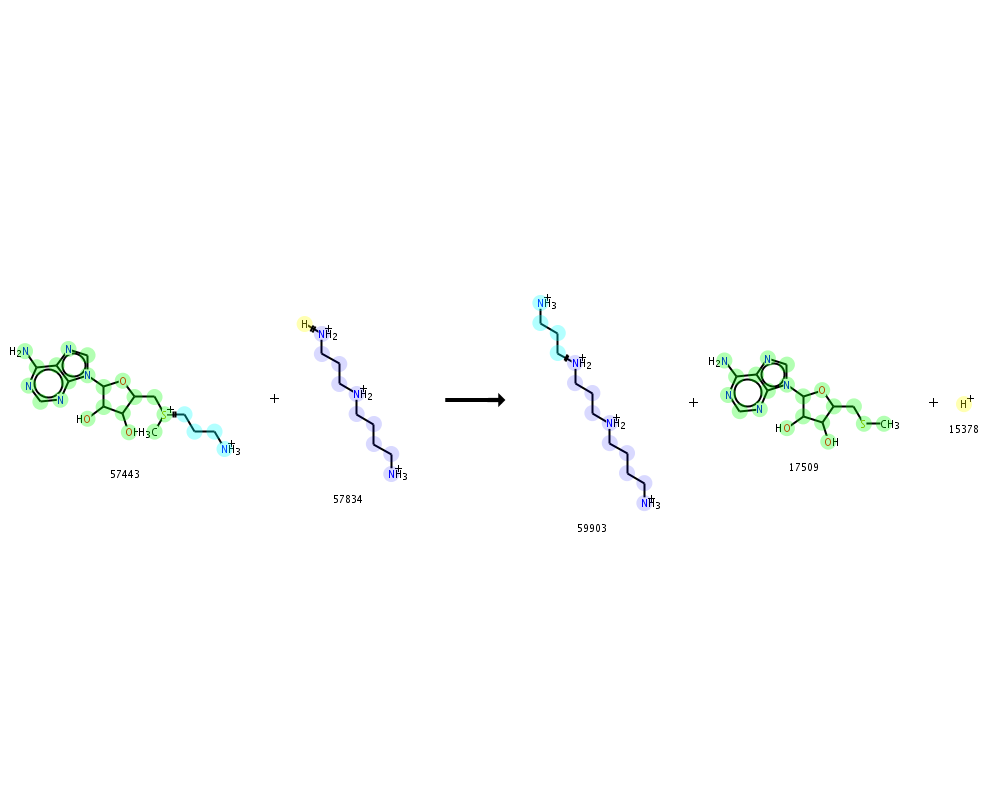 H2N N N N N N O HO OH H3C S+ NH3+
57443
+
H NH2+ NH2+ NH3+
57834
NH3+ NH2+ NH2+ NH3+
59903
+
H2N N N N N O HO OH S CH3
17509
+
H+
15378